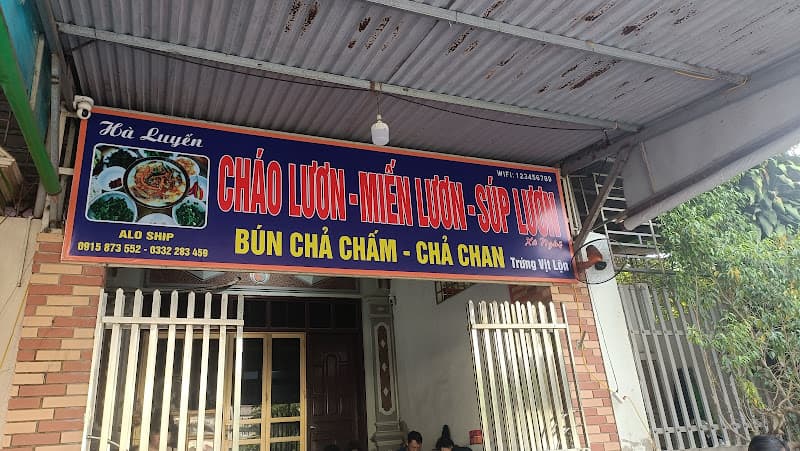 Hà Luyến
WIFI: 123456789
CHÁO LƯƠN - MIẾN LƯƠN - SÚP LƯƠN
Xứ Nghệ
ALO SHIP
0915 873 552 - 0332 283 459
BÚN CHẢ CHẤM - CHẢ CHAN
Trứng Vịt Lộn